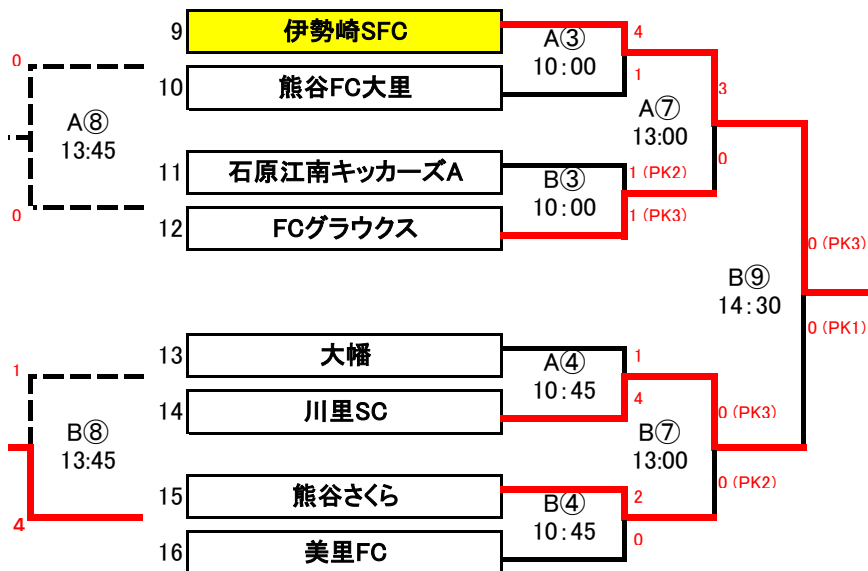 9 伊勢崎SFC 4
0 A③
10：00
10 熊谷FC大里 1
3
A⑧
13:45
A⑦
13:00
11 石原江南キッカーズA 1 (PK2)
0
B③
10：00
0
12 FCグラウクス 1 (PK3)
0 (PK3)
B⑨
14：30
0 (PK1)
13 大幡 1
1 A④
10：45
14 川里SC 4
0 (PK3)
B⑧
13:45
B⑦
13:00
0 (PK2)
15 熊谷さくら 2
4 B④
10：45
0
16 美里FC